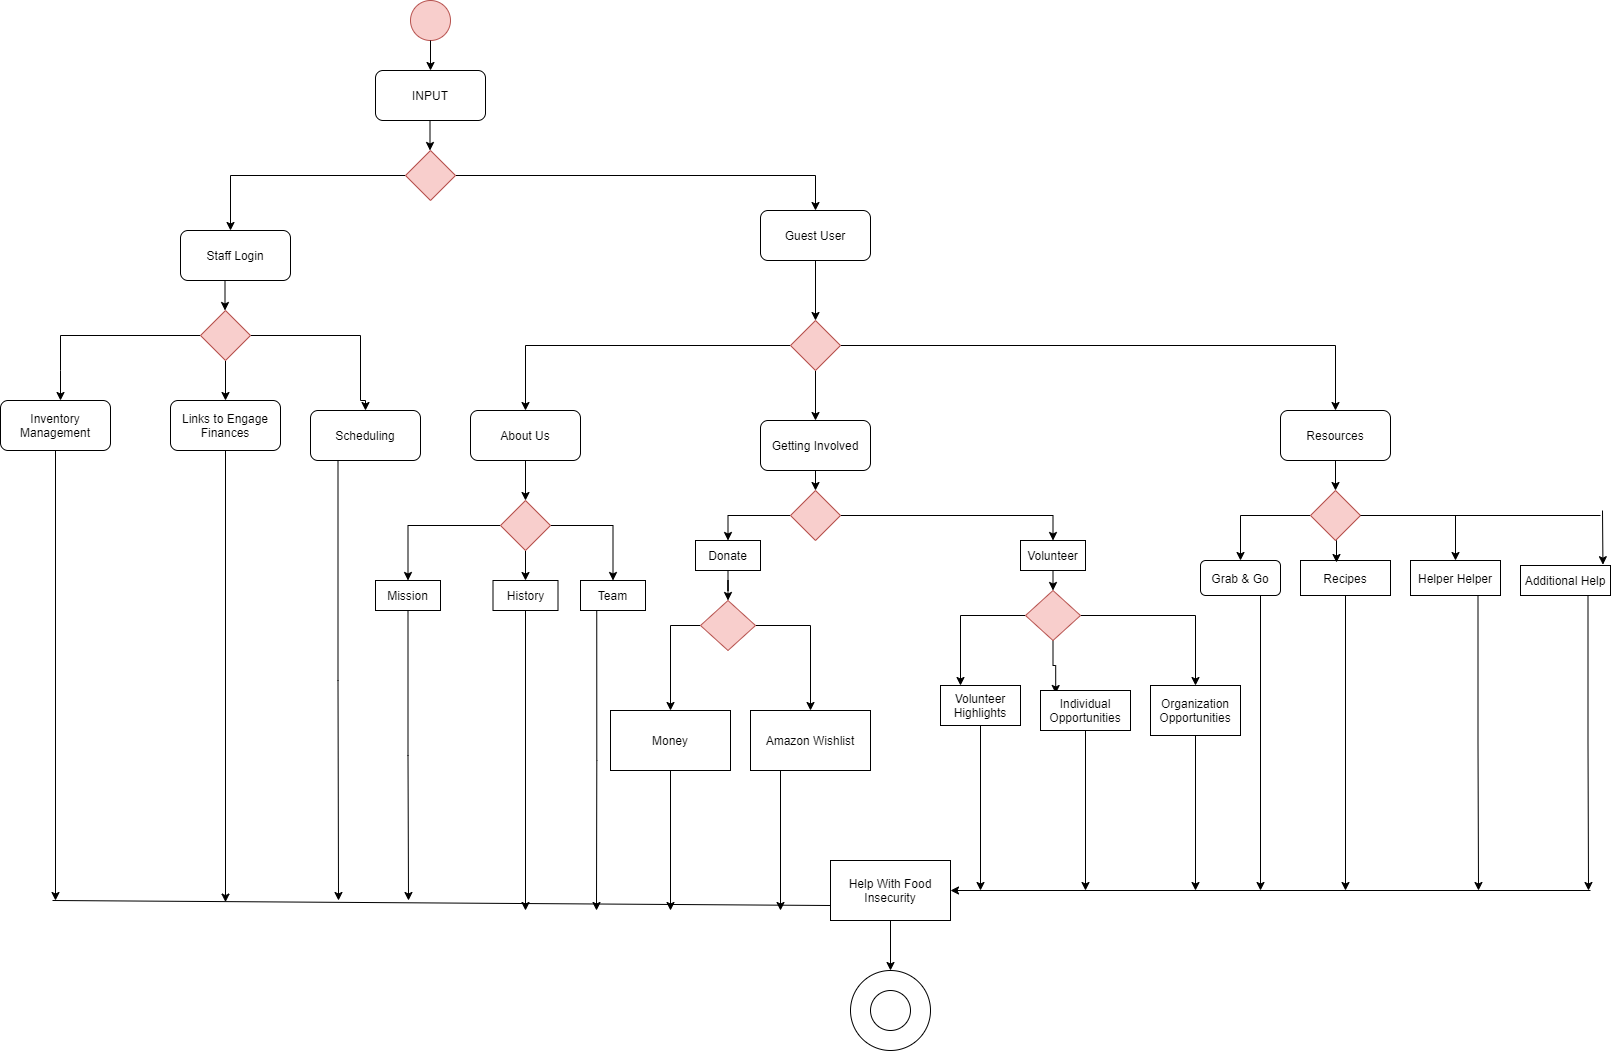 INPUT
Staff Login
Guest User
Inventory
Management
Links to Engage
Finances
Scheduling
About Us
Getting Involved
Resources
Mission
History
Team
Donate
Volunteer
Grab & Go
Recipes
Helper Helper
Additional Help
Money
Amazon Wishlist
Volunteer
Highlights
Individual
Opportunities
Organization
Opportunities
Help With Food
Insecurity